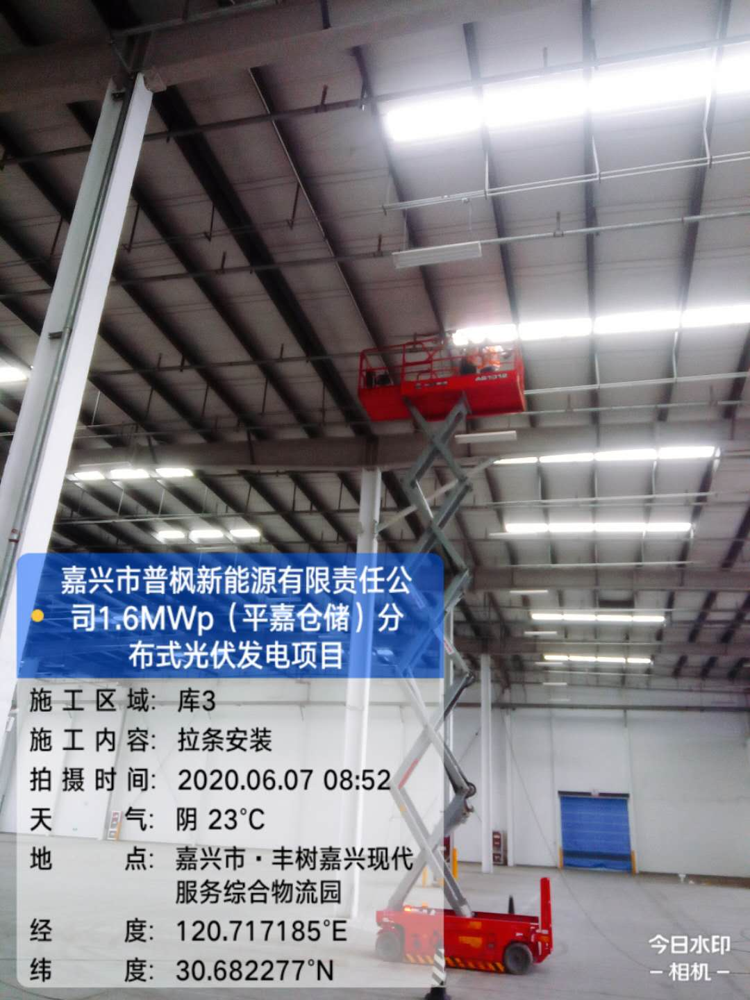 AS1012
嘉兴市普枫新能源有限责任公
司1.6MWp（平嘉仓储）分
布式光伏发电项目
施工区域：库3
施工内容：拉条安装
拍摄时间：2020.06.07 08:52
天气：阴 23°C
地点：嘉兴市·丰树嘉兴现代
服务综合物流园
经度：120.717185°E
纬度：30.682277°N
今日水印
－相机－